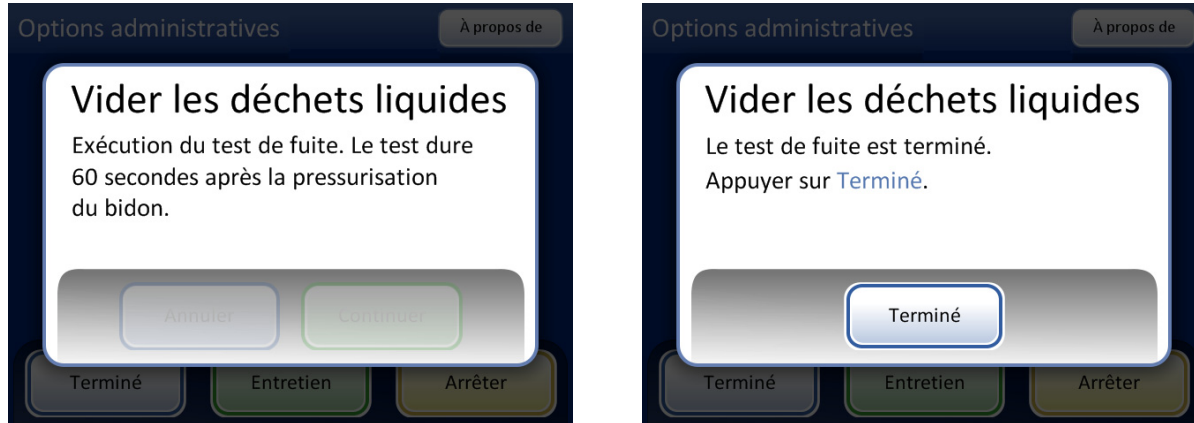 Options administratives
À propos de
Vider les déchets liquides
Exécution du test de fuite. Le test dure
60 secondes après la pressurisation
du bidon.
Annuler
Continuer
Terminé
Entretien
Arrêter
Options administratives
À propos de
Vider les déchets liquides
Le test de fuite est terminé.
Appuyer sur Terminé.
Terminé
Terminé
Entretien
Arrêter